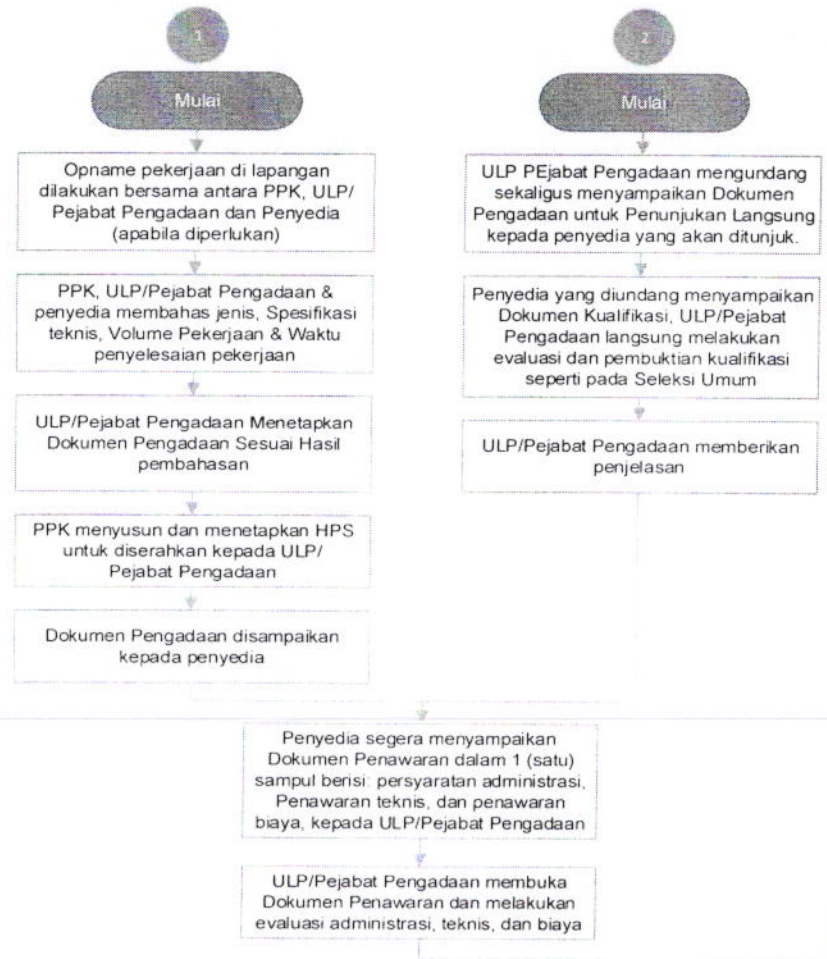 1
Mulai
Opname pekerjaan di lapangan
dilakukan bersama antara PPK, ULP/
Pejabat Pengadaan dan Penyedia
(apabila diperlukan)
PPK, ULP/Pejabat Pengadaan &
penyedia membahas jenis, Spesifikasi
teknis, Volume Pekerjaan & Waktu
penyelesaian pekerjaan
ULP/Pejabat Pengadaan Menetapkan
Dokumen Pengadaan Sesuai Hasil
pembahasan
PPK menyusun dan menetapkan HPS
untuk diserahkan kepada ULP/
Pejabat Pengadaan
Dokumen Pengadaan disampaikan
kepada penyedia
2
Mulai
ULP PEjabat Pengadaan mengundang
sekaligus menyampaikan Dokumen
Pengadaan untuk Penunjukan Langsung
kepada penyedia yang akan ditunjuk.
Penyedia yang diundang menyampaikan
Dokumen Kualifikasi, ULP/Pejabat
Pengadaan langsung melakukan
evaluasi dan pembuktian kualifikasi
seperti pada Seleksi Umum
ULP/Pejabat Pengadaan memberikan
penjelasan
Penyedia segera menyampaikan
Dokumen Penawaran dalam 1 (satu)
sampul berisi: persyaratan administrasi,
Penawaran teknis, dan penawaran
biaya, kepada ULP/Pejabat Pengadaan
ULP/Pejabat Pengadaan membuka
Dokumen Penawaran dan melakukan
evaluasi administrasi, teknis, dan biaya